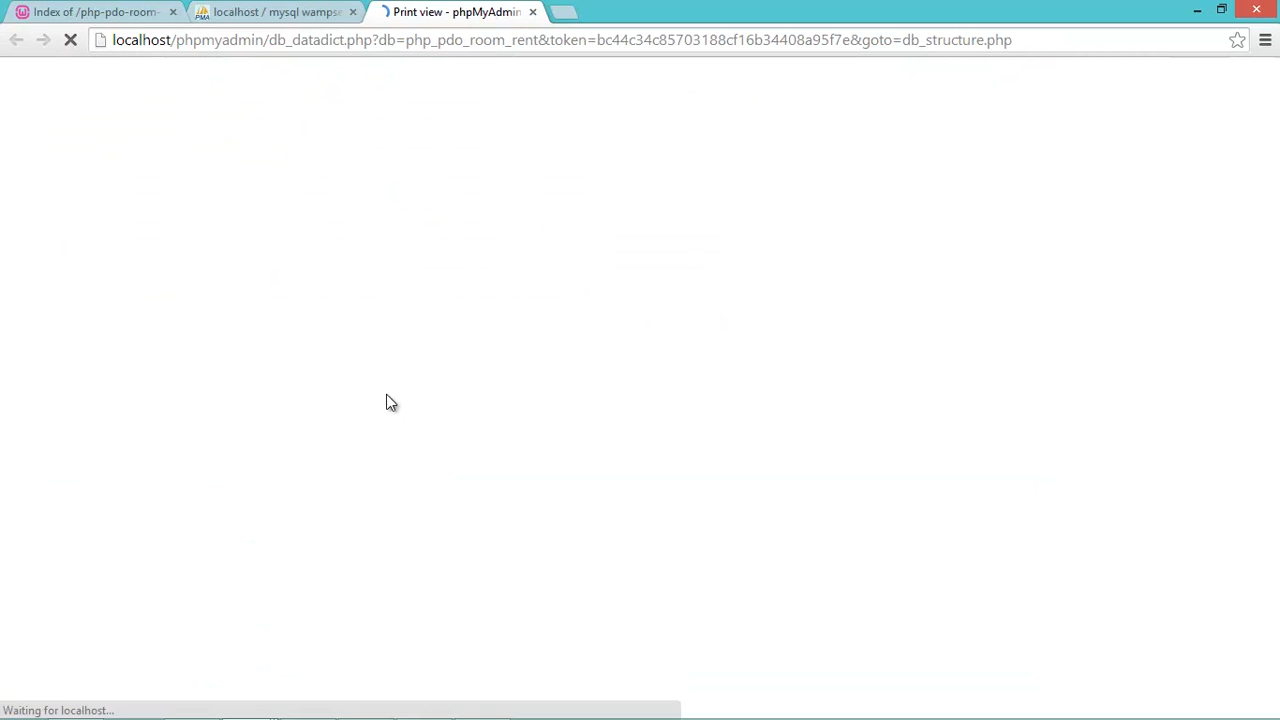 Index of /php-pdo-room-
localhost / mysql wampse
Print view - phpMyAdmin
localhost/phpmyadmin/db_datadict.php?db=php_pdo_room_rent&token=bc44c34c85703188cf16b34408a95f7e&goto=db_structure.php
Waiting for localhost...